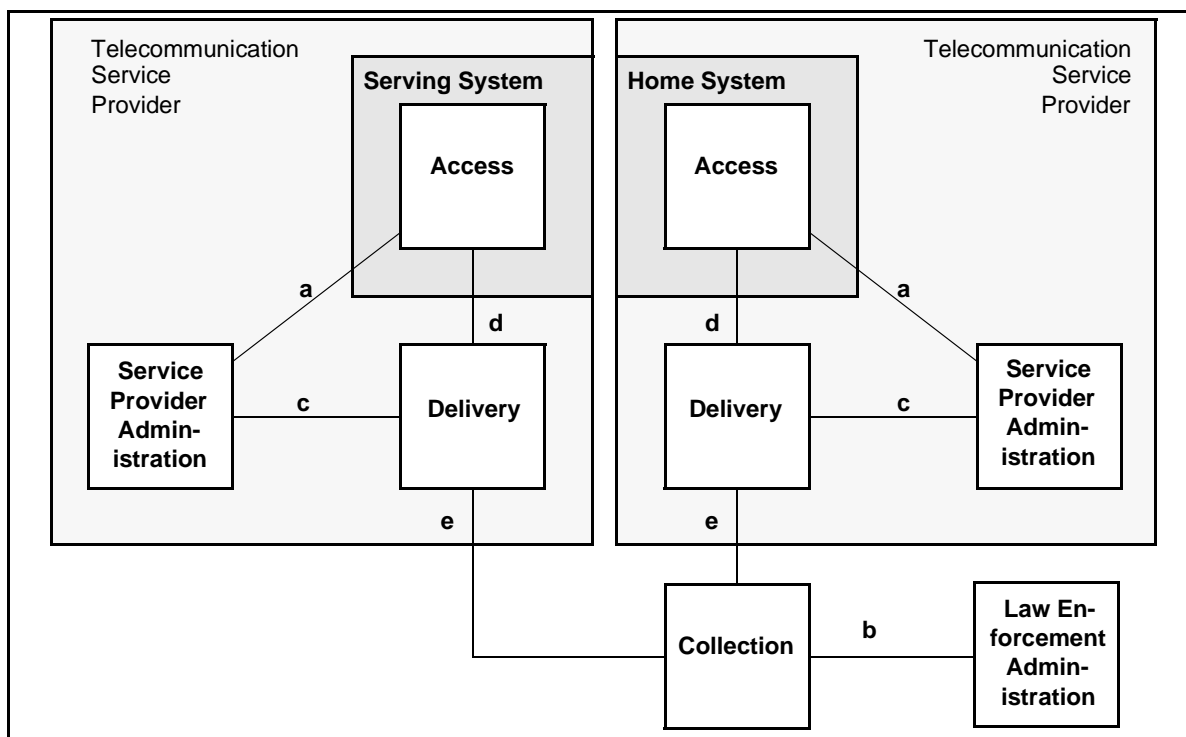 Telecommunication
Service
Provider
Serving System
Access
a
d
Service
Provider
Admin-
istration
c
Delivery
e
Telecommunication
Service
Provider
Home System
Access
a
d
Delivery
c
Service
Provider
Admin-
istration
e
Collection
b
Law En-
forcement
Admin-
istration